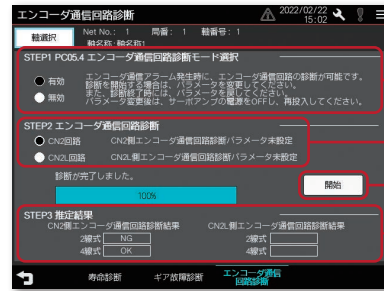 エンコーダ通信回路診断
2022/02/22
15:02
軸選択
Net No.: 1 局番: 1 軸番号: 1
軸名称:軸名称1
STEP1 PC05.4 エンコーダ通信回路診断モード選択
有効
無効
エンコーダ通信アラーム発生時に、エンコーダ通信回路の診断が可能です。
診断を開始する場合は、パラメータを変更してください。
また、診断終了時には、パラメータを戻してください。
パラメータ変更後は、サーボアンプの電源をOFFし、再投入してください。
STEP2 エンコーダ通信回路診断
CN2回路 CN2側エンコーダ通信回路診断パラメータ未設定
CN2L回路 CN2L側エンコーダ通信回路診断パラメータ未設定
診断が完了しました。
100%
開始
STEP3 推定結果
CN2側エンコーダ通信回路診断結果 CN2L側エンコーダ通信回路診断結果
2線式 NG 2線式
4線式 OK 4線式
寿命診断 ギア故障診断 エンコーダ通信
回路診断